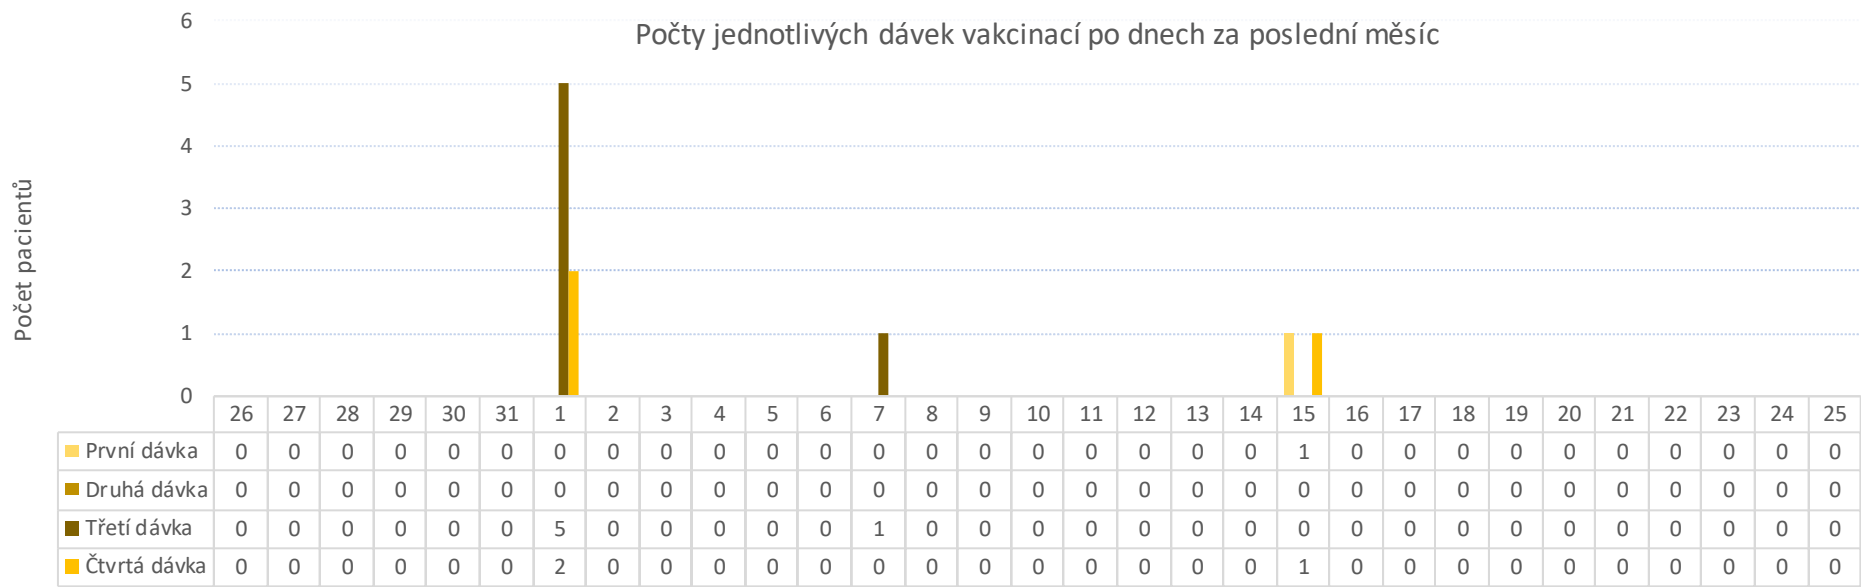 Počty jednotlivých dávek vakcinací po dnech za poslední měsíc
Počet pacientů
6
5
4
3
2
1
0
26 27 28 29 30 31 1 2 3 4 5 6 7 8 9 10 11 12 13 14 15 16 17 18 19 20 21 22 23 24 25
První dávka 0 0 0 0 0 0 0 0 0 0 0 0 0 0 0 0 0 0 0 0 1 0 0 0 0 0 0 0 0 0 0
Druhá dávka 0 0 0 0 0 0 0 0 0 0 0 0 0 0 0 0 0 0 0 0 0 0 0 0 0 0 0 0 0 0 0
Třetí dávka 0 0 0 0 0 0 5 0 0 0 0 0 1 0 0 0 0 0 0 0 0 0 0 0 0 0 0 0 0 0 0
Čtvrtá dávka 0 0 0 0 0 0 2 0 0 0 0 0 0 0 0 0 0 0 0 0 1 0 0 0 0 0 0 0 0 0 0